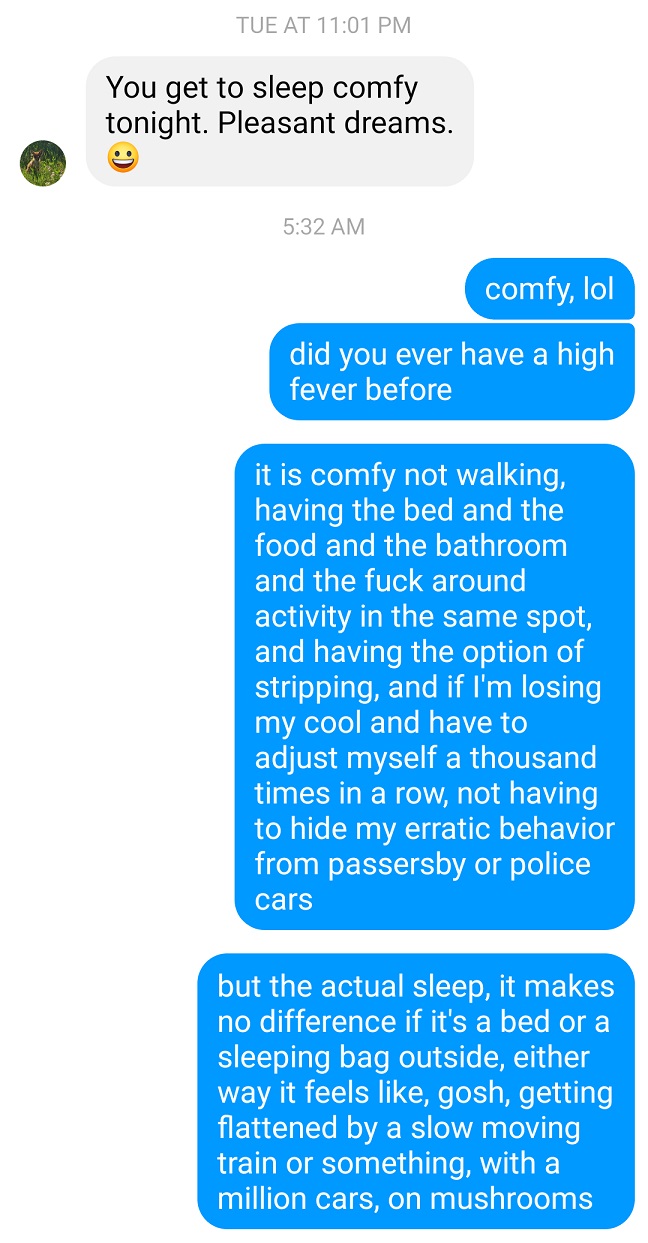 TUE AT 11:01 PM
You get to sleep comfy
tonight. Pleasant dreams.
😀
5:32 AM
comfy, lol
did you ever have a high
fever before
it is comfy not walking,
having the bed and the
food and the bathroom
and the fuck around
activity in the same spot,
and having the option of
stripping, and if I'm losing
my cool and have to
adjust myself a thousand
times in a row, not having
to hide my erratic behavior
from passersby or police
cars
but the actual sleep, it makes
no difference if it's a bed or a
sleeping bag outside, either
way it feels like, gosh, getting
flattened by a slow moving
train or something, with a
million cars, on mushrooms